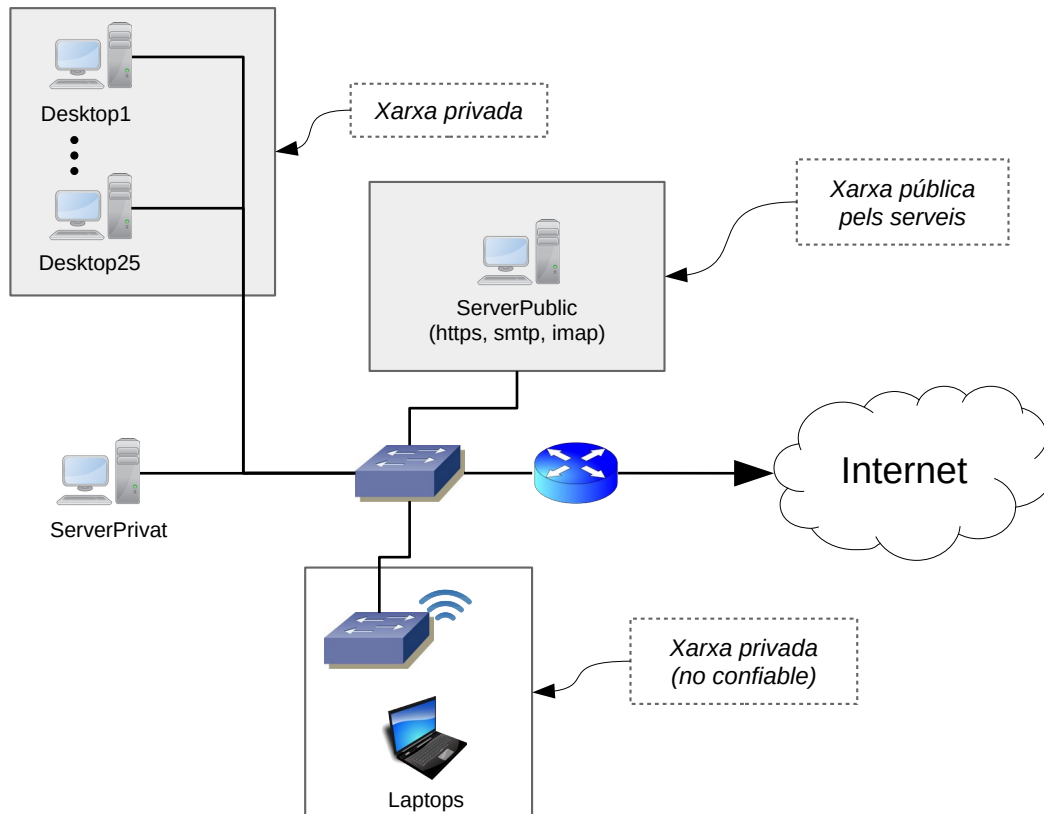 Desktop1
Desktop25
Xarxa privada
Xarxa pública
pels serveis
ServerPublic
(https, smtp, imap)
ServerPrivat
Internet
Xarxa privada
(no confiable)
Laptops